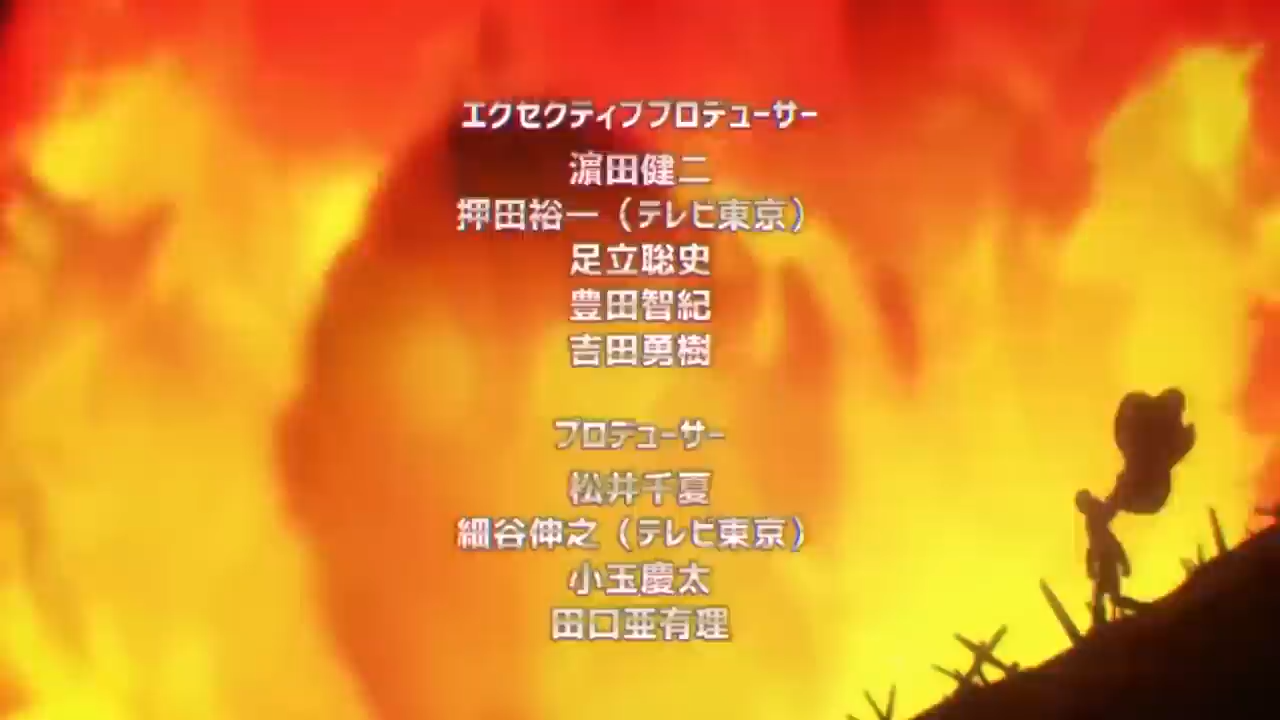 エクセクティブプロデューサー
濵田健二
押田裕一（テレビ東京）
足立聡史
豊田智紀
吉田勇樹
プロデューサー
松井千夏
細谷伸之（テレビ東京）
小玉慶太
田口亜有理